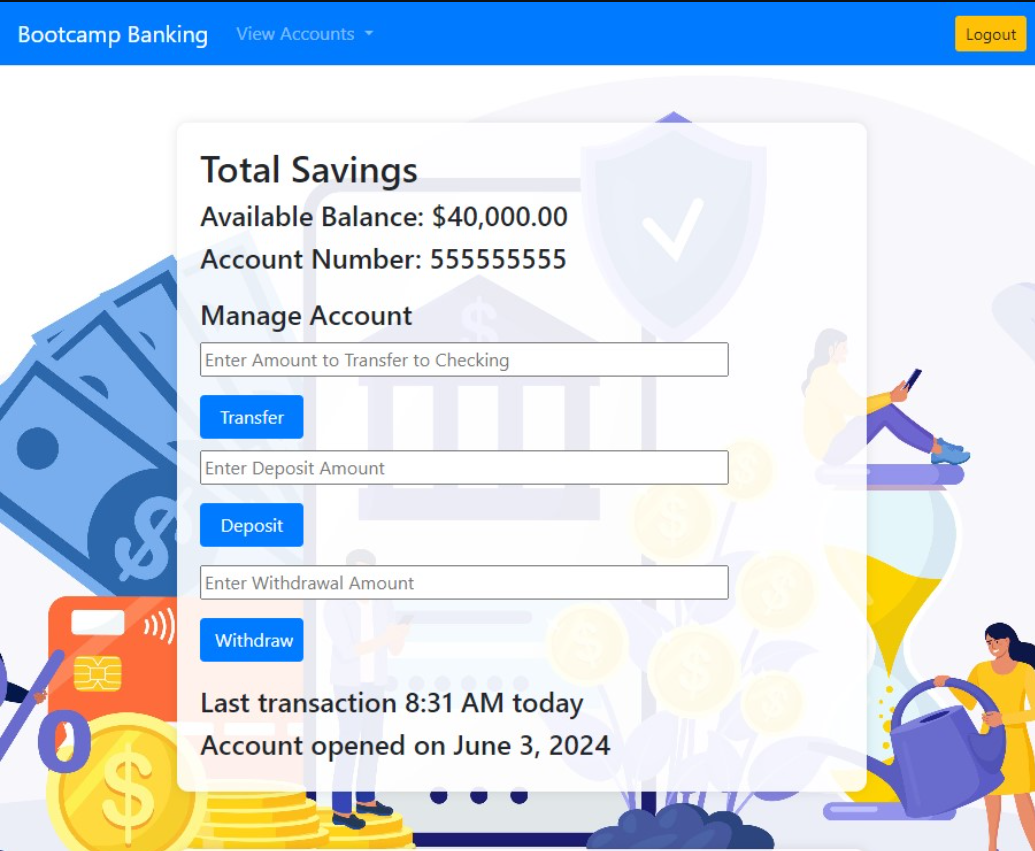 Bootcamp Banking View Accounts Logout
Total Savings
Available Balance: $40,000.00
Account Number: 555555555
Manage Account
Enter Amount to Transfer to Checking
Transfer
Enter Deposit Amount
Deposit
Enter Withdrawal Amount
Withdraw
Last transaction 8:31 AM today
Account opened on June 3, 2024